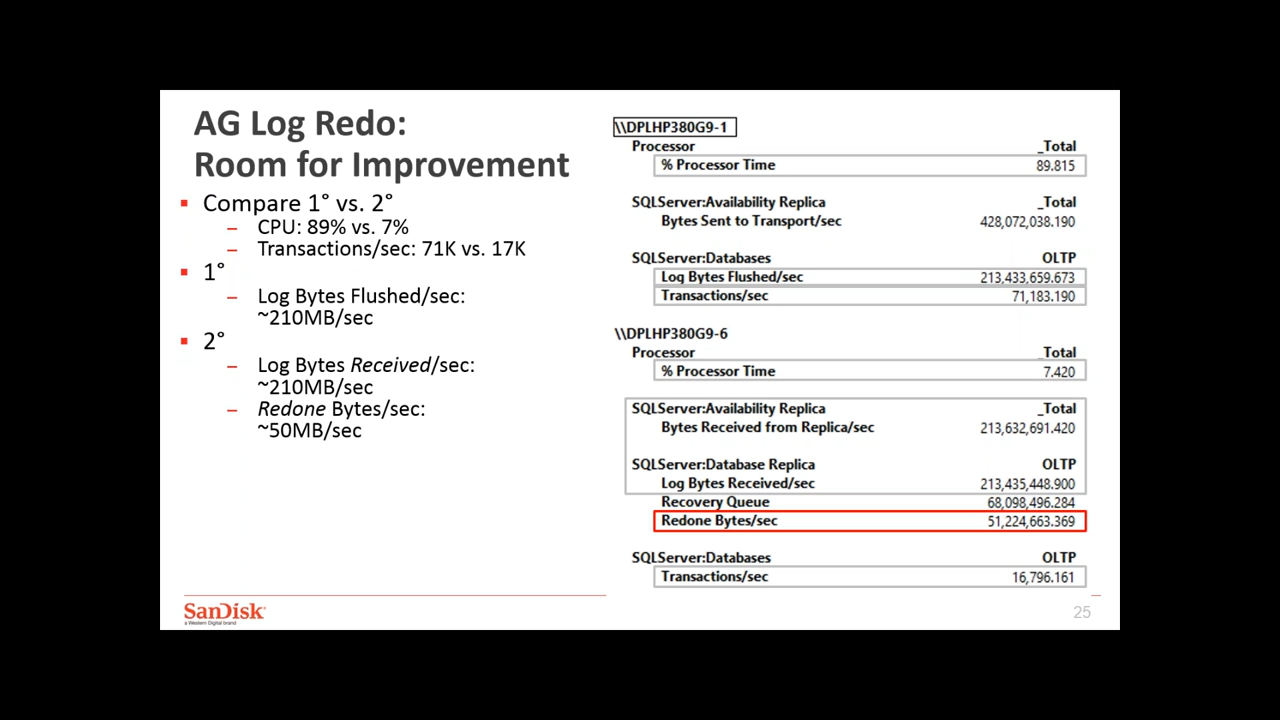 AG Log Redo:
Room for Improvement
▪ Compare 1° vs. 2°
– CPU: 89% vs. 7%
– Transactions/sec: 71K vs. 17K
▪ 1°
– Log Bytes Flushed/sec:
~210MB/sec
▪ 2°
– Log Bytes Received/sec:
~210MB/sec
– Redone Bytes/sec:
~50MB/sec
\\DPLHP380G9-1
Processor _Total
% Processor Time 89.815
SQLServer:Availability Replica _Total
Bytes Sent to Transport/sec 428,072,038.190
SQLServer:Databases OLTP
Log Bytes Flushed/sec 213,433,659.673
Transactions/sec 71,183.190
\\DPLHP380G9-6
Processor _Total
% Processor Time 7.420
SQLServer:Availability Replica _Total
Bytes Received from Replica/sec 213,632,691.420
SQLServer:Database Replica OLTP
Log Bytes Received/sec 213,435,448.900
Recovery Queue 68,098,496.284
Redone Bytes/sec 51,224,663.369
SQLServer:Databases OLTP
Transactions/sec 16,796.161
SanDisk
a Western Digital brand
25